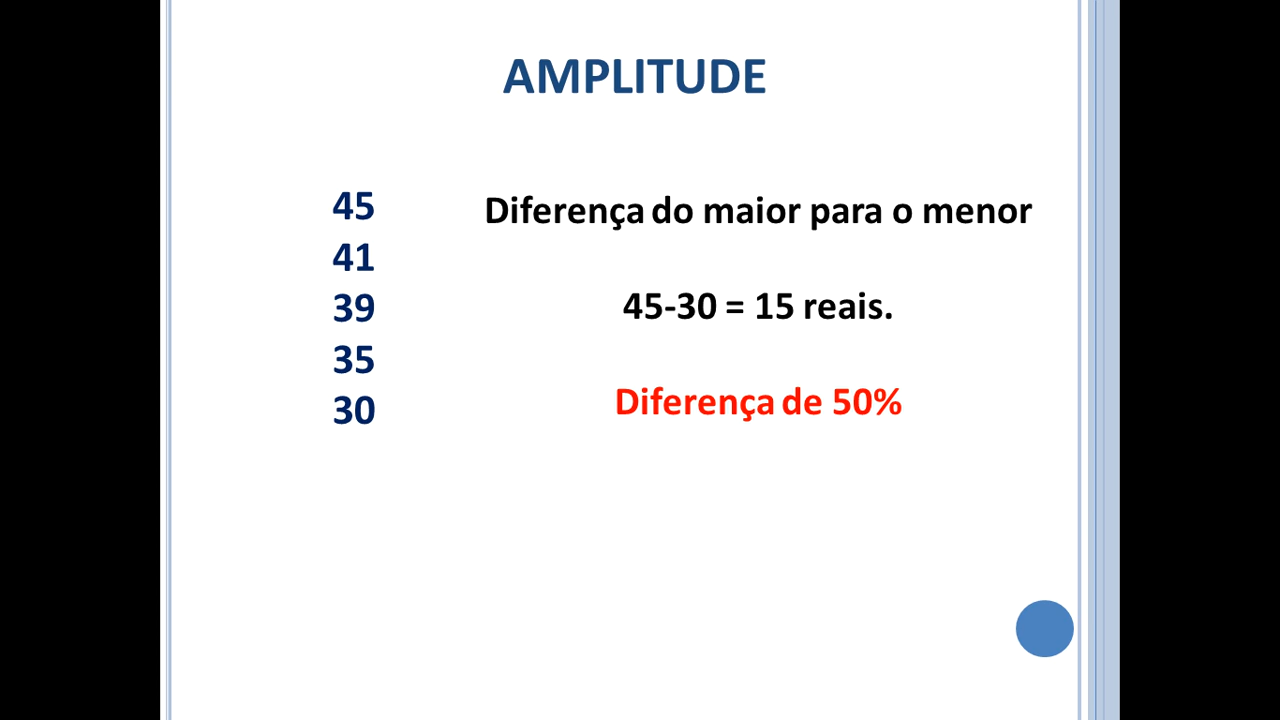 AMPLITUDE
45
41
39
35
30
Diferença do maior para o menor
45-30 = 15 reais.
Diferença de 50%